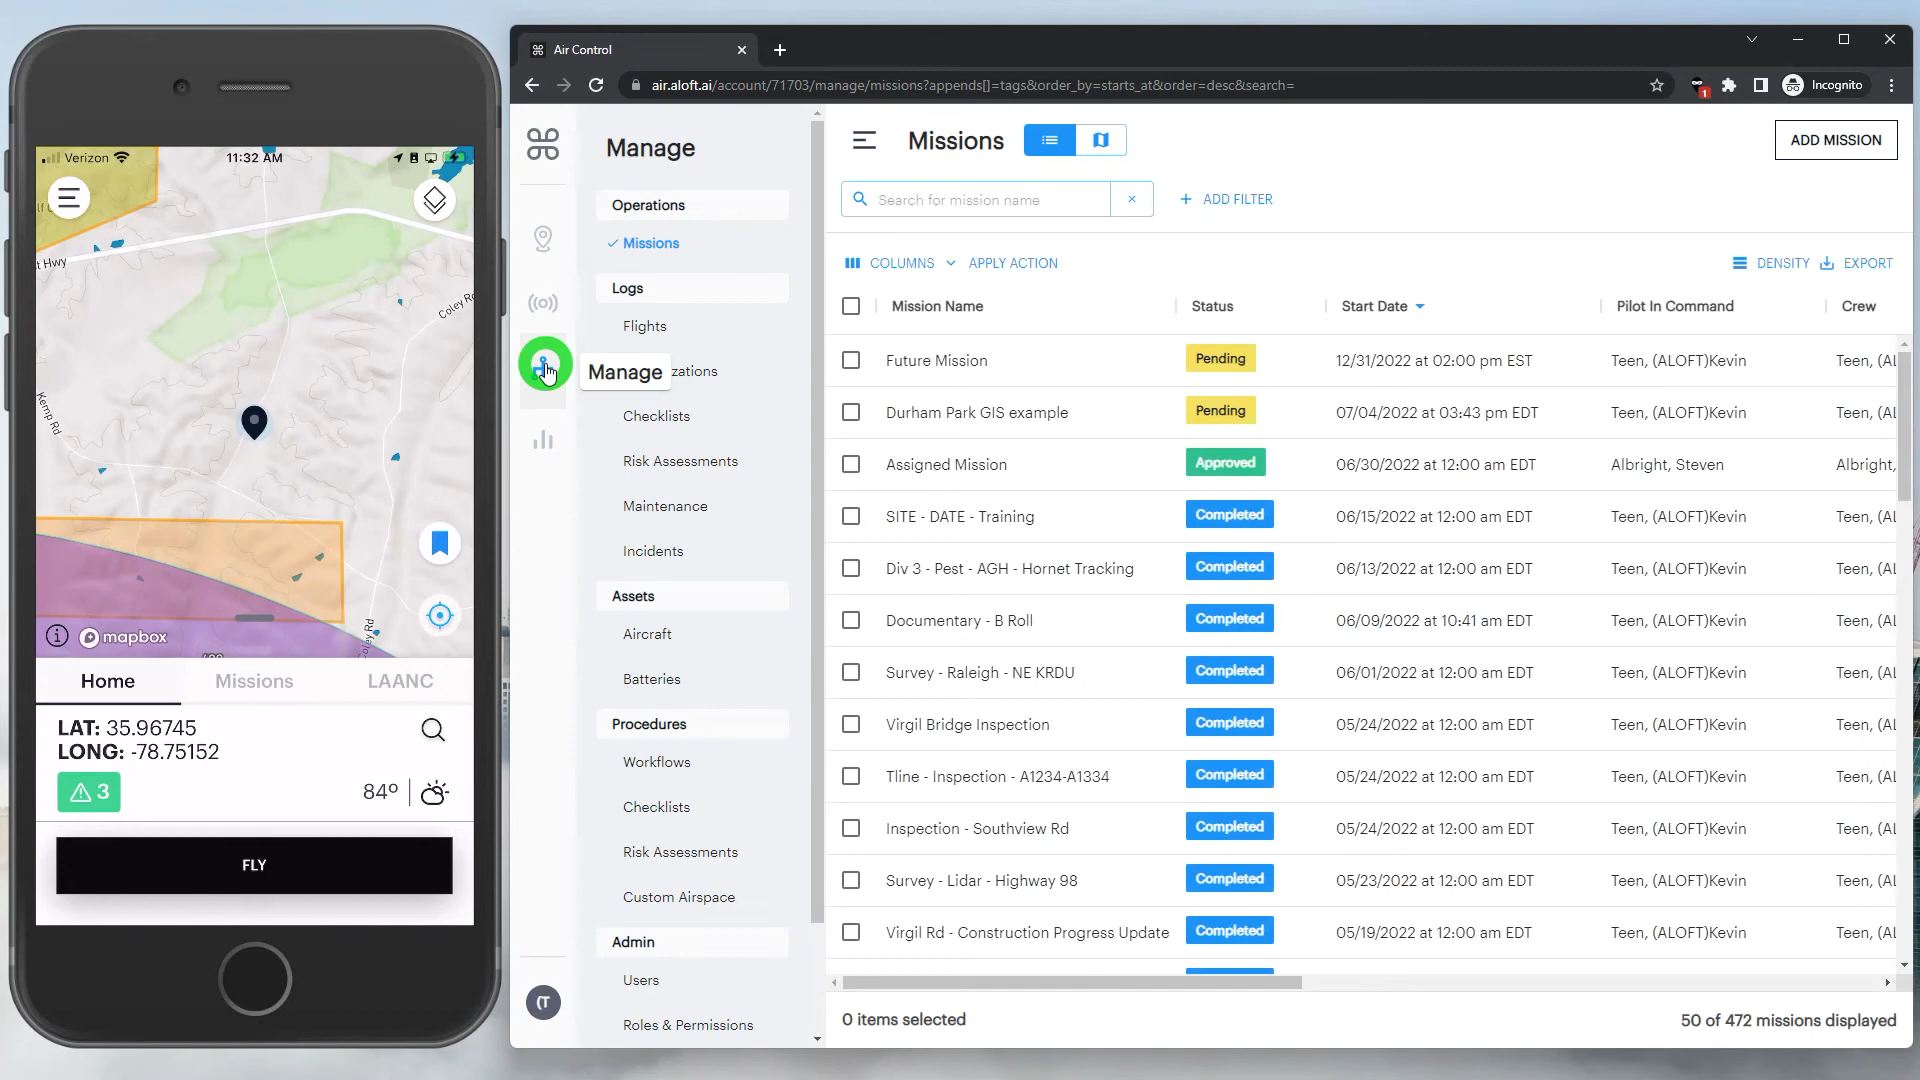 Verizon
11:32 AM
t Hwy
Coley R
Kemp Rd
Coley Rd
mapbox
Home
Missions
LAANC
LAT: 35.96745
LONG: -78.75152
3
84º
FLY
Air Control
air.aloft.ai/account/71703/manage/missions?appends[]=tags&order_by=starts_at&order=desc&search=
1
Incognito
Manage
Operations
Missions
Logs
Flights
Manage
zations
Checklists
Risk Assessments
Maintenance
Incidents
Assets
Aircraft
Batteries
Procedures
Workflows
Checklists
Risk Assessments
Custom Airspace
Admin
Users
Roles & Permissions
(T
Missions
ADD MISSION
Search for mission name
ADD FILTER
COLUMNS
APPLY ACTION
DENSITY
EXPORT
Mission Name Status Start Date Pilot In Command Crew
Future Mission Pending 12/31/2022 at 02:00 pm EST Teen, (ALOFT)Kevin Teen, (AL
Durham Park GIS example Pending 07/04/2022 at 03:43 pm EDT Teen, (ALOFT)Kevin Teen, (AL
Assigned Mission Approved 06/30/2022 at 12:00 am EDT Albright, Steven Albright,
SITE - DATE - Training Completed 06/15/2022 at 12:00 am EDT Teen, (ALOFT)Kevin Teen, (AL
Div 3 - Pest - AGH - Hornet Tracking Completed 06/13/2022 at 12:00 am EDT Teen, (ALOFT)Kevin Teen, (AL
Documentary - B Roll Completed 06/09/2022 at 10:41 am EDT Teen, (ALOFT)Kevin Teen, (AL
Survey - Raleigh - NE KRDU Completed 06/01/2022 at 12:00 am EDT Teen, (ALOFT)Kevin Teen, (AL
Virgil Bridge Inspection Completed 05/24/2022 at 12:00 am EDT Teen, (ALOFT)Kevin Teen, (AL
Tline - Inspection - A1234-A1334 Completed 05/24/2022 at 12:00 am EDT Teen, (ALOFT)Kevin Teen, (AL
Inspection - Southview Rd Completed 05/24/2022 at 12:00 am EDT Teen, (ALOFT)Kevin Teen, (AL
Survey - Lidar - Highway 98 Completed 05/23/2022 at 12:00 am EDT Teen, (ALOFT)Kevin Teen, (AL
Virgil Rd - Construction Progress Update Completed 05/19/2022 at 12:00 am EDT Teen, (ALOFT)Kevin Teen, (AL
0 items selected
50 of 472 missions displayed